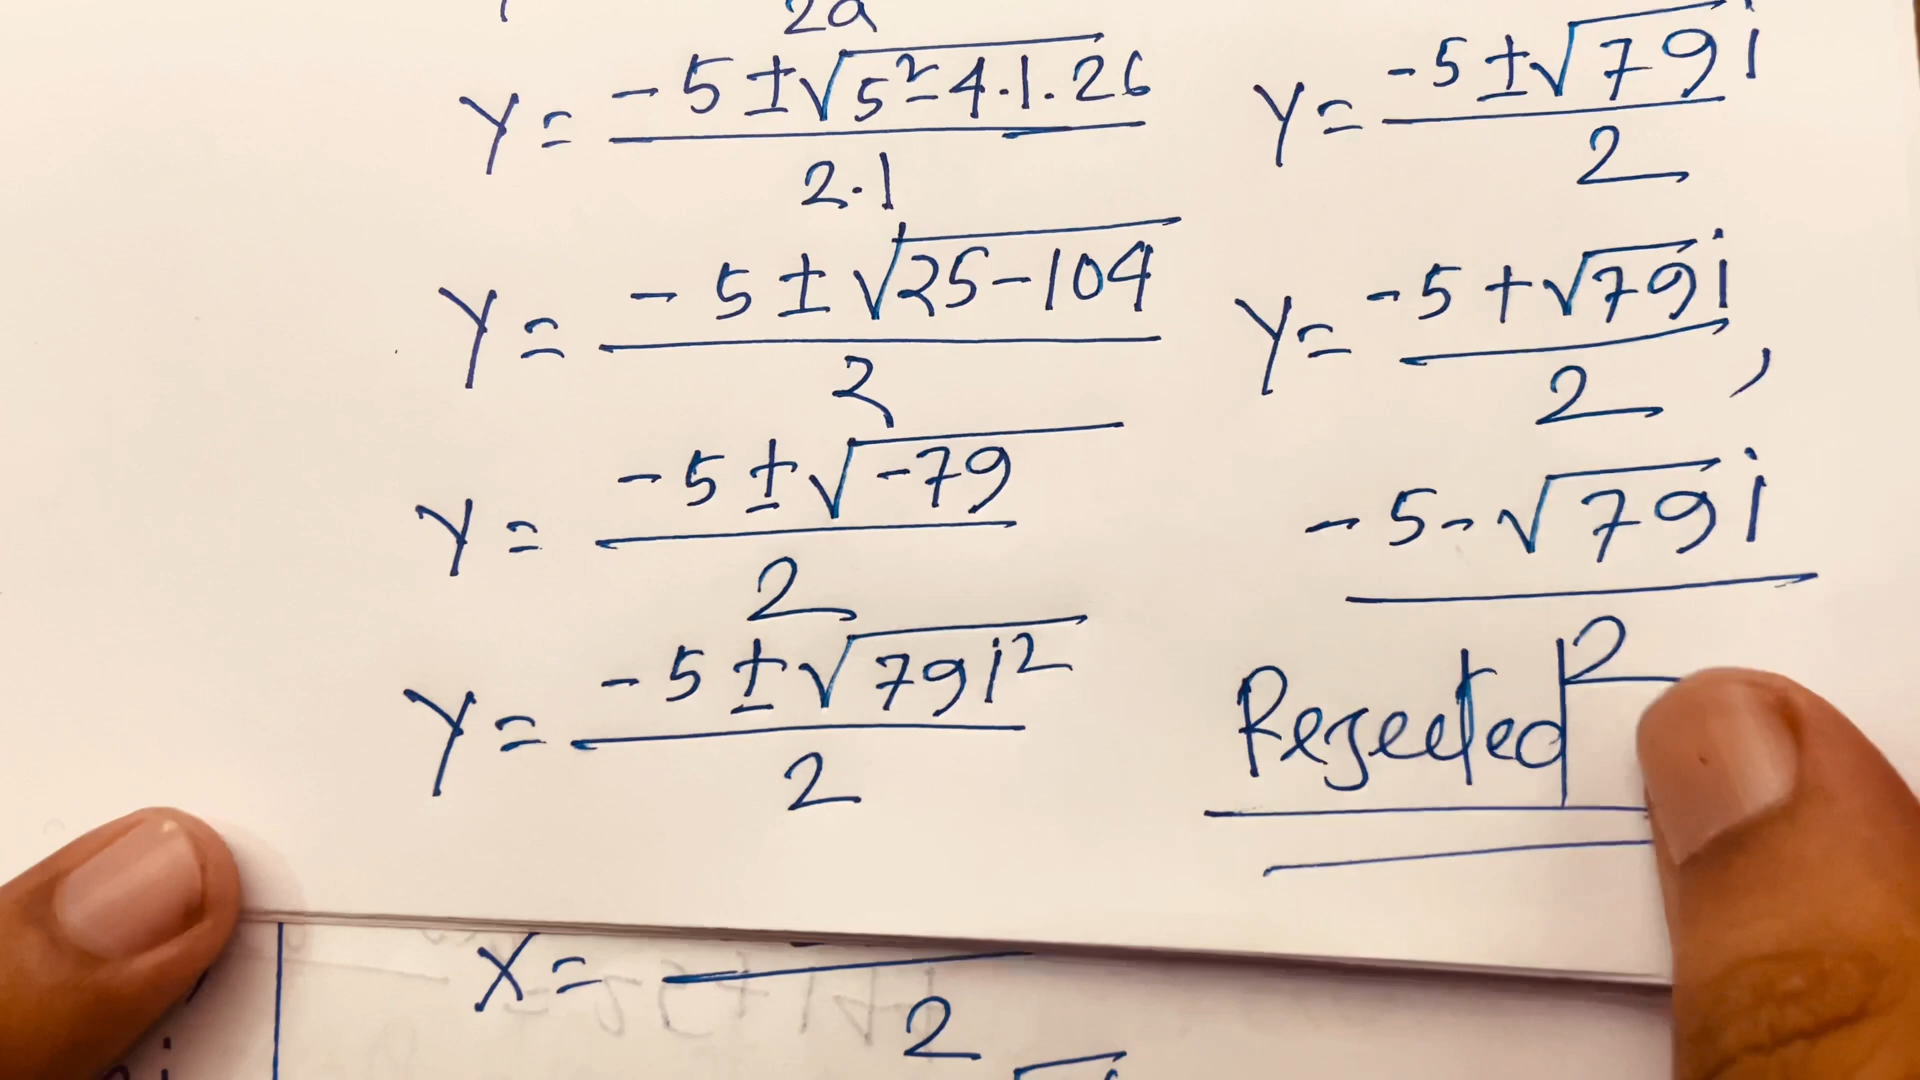 2a
Y = -5 ± √5² - 4.1.26
2.1
Y = -5 ± √25-104
2
Y = -5 ± √-79
2
Y = -5 ± √79i²
2
Y = -5 ± √79 i
2
Y = -5 + √79 i
2 ,
-5 - √79 i
2
Rejected
X =
2